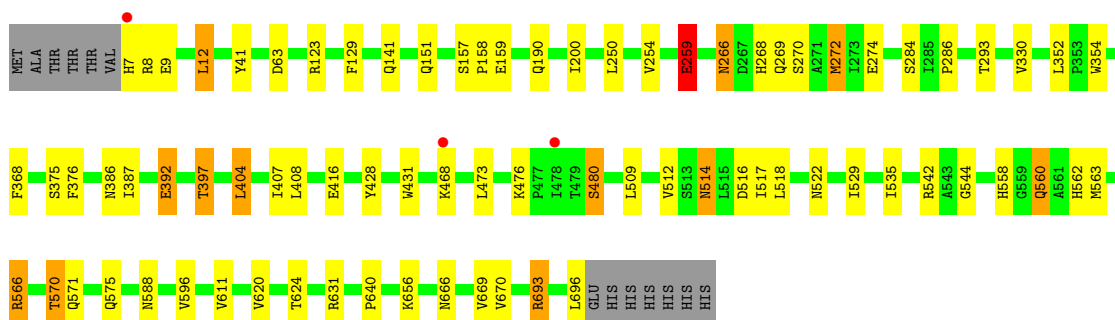 MET ALA THR THR THR VAL H7 R8 E9 L12 Y41 D63 R123 F129 Q141 Q151 S157 P158 E159 Q190 I200 L250 V254 E259 N266 D267 H268 Q269 S270 A271 M272 I273 E274 S284 I285 P286 T293 V330 L352 P353 W354
F368 S375 F376 N386 I387 E392 T397 L404 I407 L408 E416 Y428 W431 K468 L473 K476 P477 I478 T479 S480 L509 V512 S513 N514 L515 D516 I517 L518 N522 I529 I535 R542 A543 G544 H558 G559 Q560 A561 H562 M563
R566 T570 Q571 Q575 N588 V596 V611 V620 T624 R631 P640 K656 N666 V669 V670 R693 L696 GLU HIS HIS HIS HIS HIS HIS